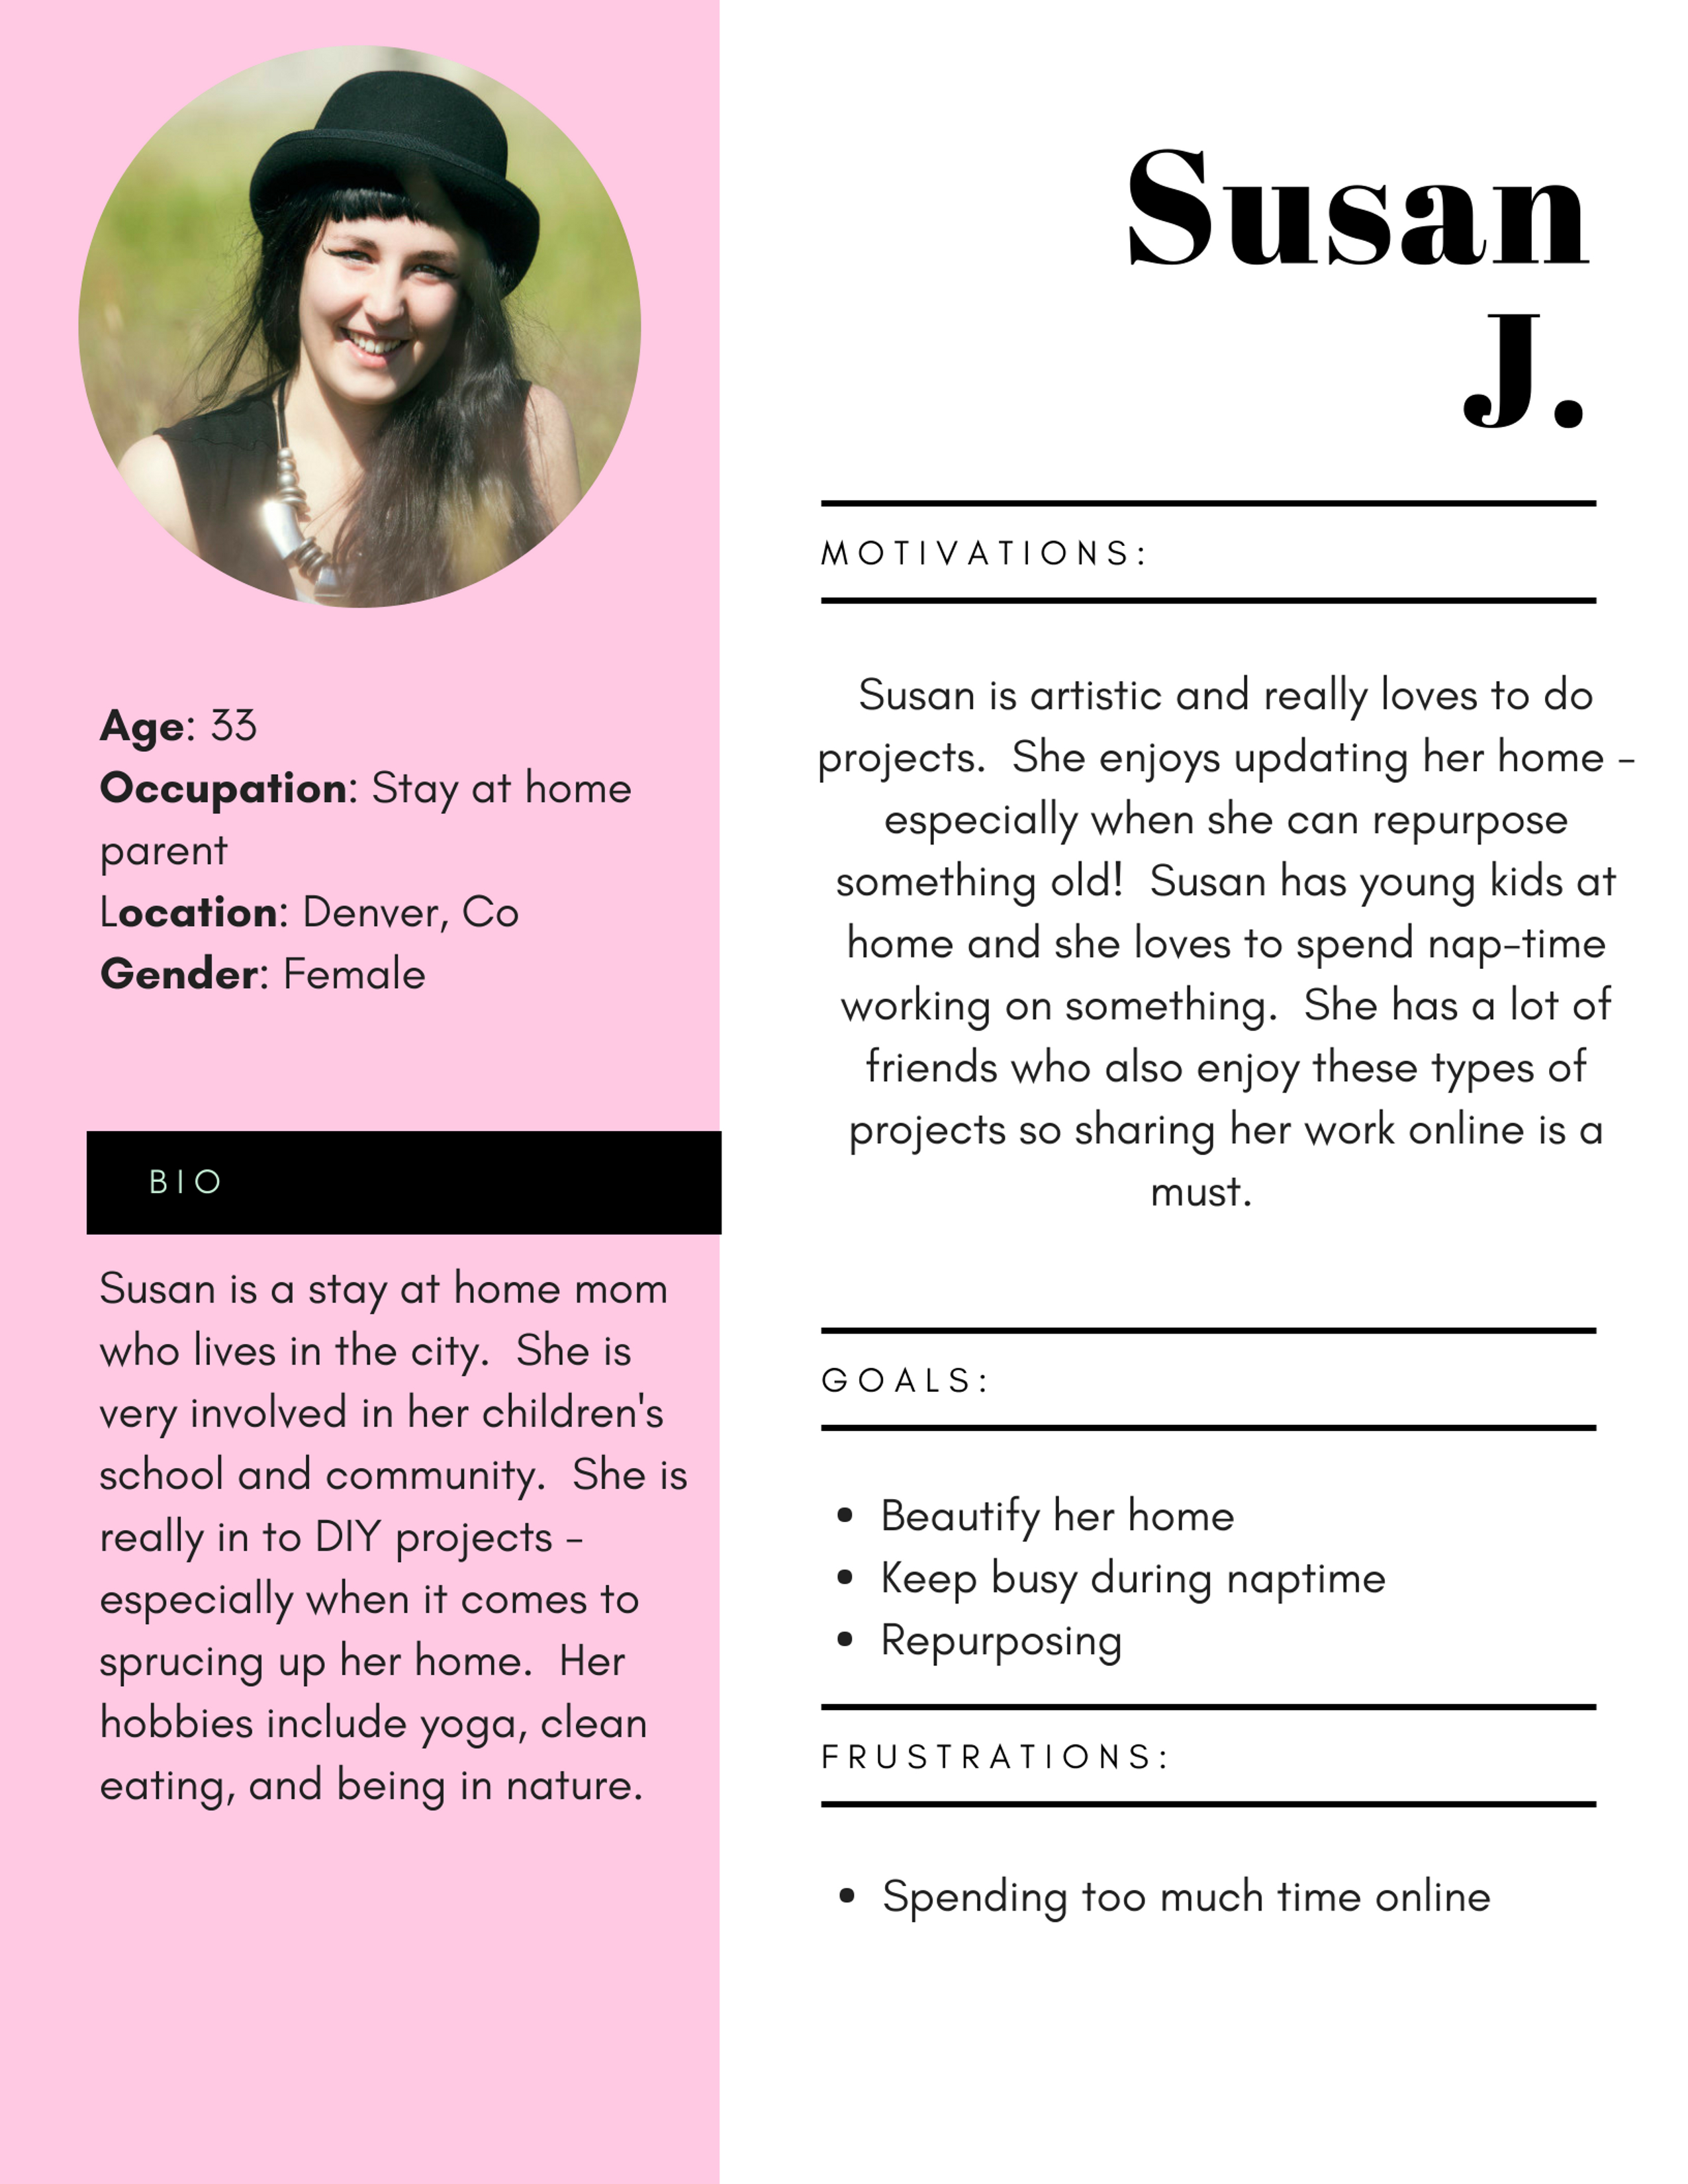 Susan
J.
Age: 33
Occupation: Stay at home
parent
Location: Denver, Co
Gender: Female
BIO
Susan is a stay at home mom
who lives in the city.  She is
very involved in her children's
school and community.  She is
really in to DIY projects -
especially when it comes to
sprucing up her home.  Her
hobbies include yoga, clean
eating, and being in nature.
MOTIVATIONS:
Susan is artistic and really loves to do
projects.  She enjoys updating her home -
especially when she can repurpose
something old!  Susan has young kids at
home and she loves to spend nap-time
working on something.  She has a lot of
friends who also enjoy these types of
projects so sharing her work online is a
must.
GOALS:
• Beautify her home
• Keep busy during naptime
• Repurposing
FRUSTRATIONS:
• Spending too much time online